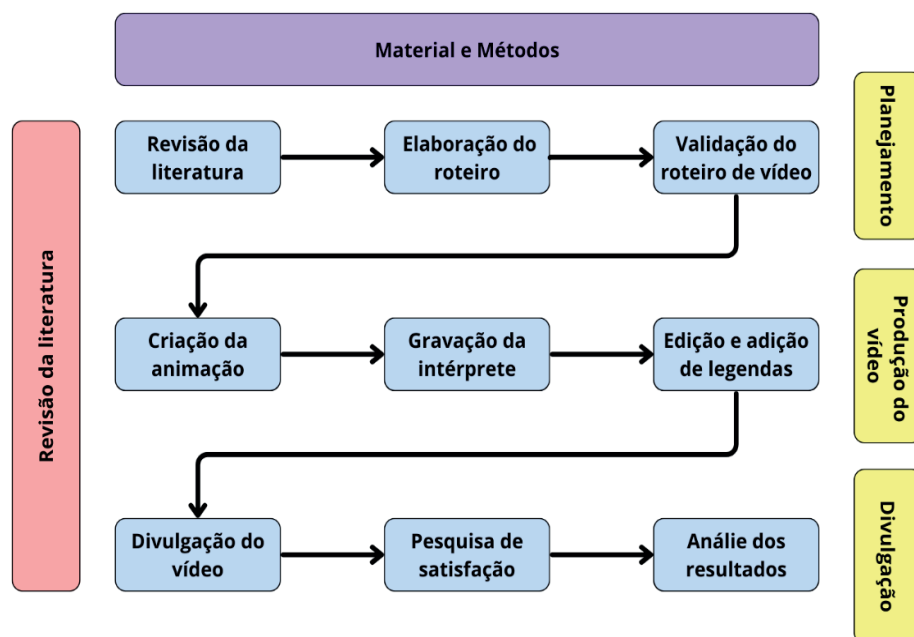 Material e Métodos
Planejamento
Revisão da literatura
Revisão da
literatura
Elaboração do
roteiro
Validação do
roteiro de vídeo
Criação da
animação
Gravação da
intérprete
Edição e adição
de legendas
Produção do
vídeo
Divulgação do
vídeo
Pesquisa de
satisfação
Análie dos
resultados
Divulgação